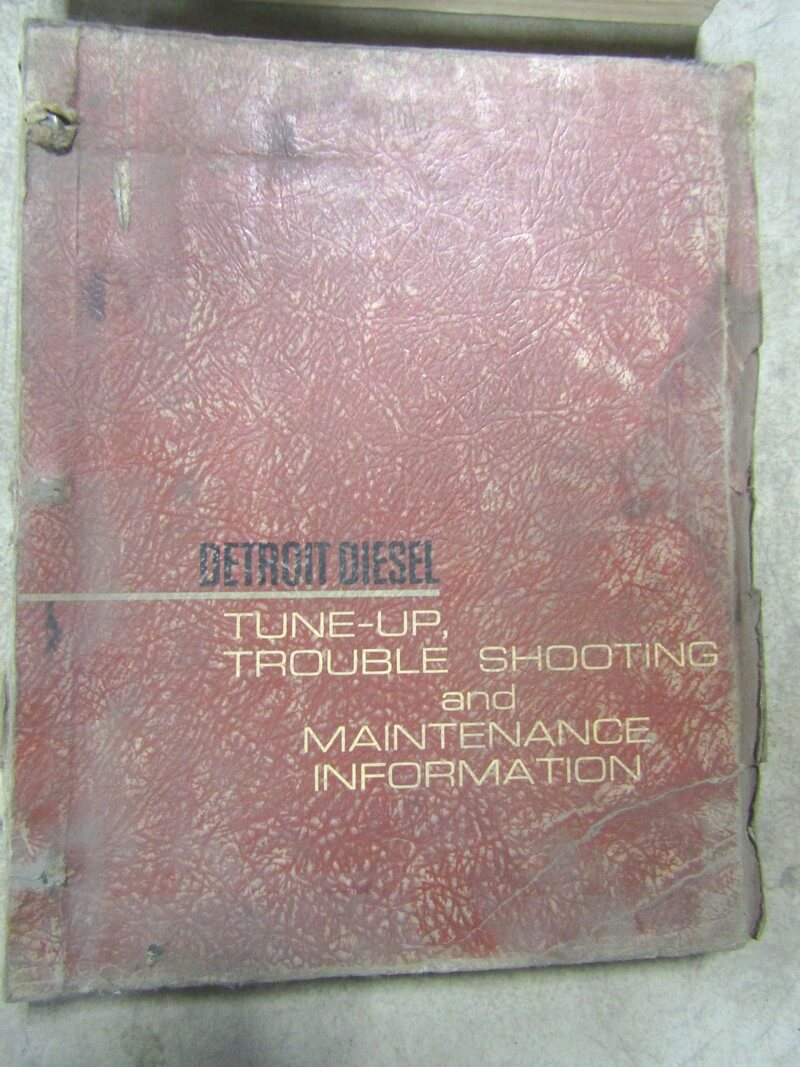 DETROIT DIESEL
TUNE-UP,
TROUBLE SHOOTING
and
MAINTENANCE
INFORMATION